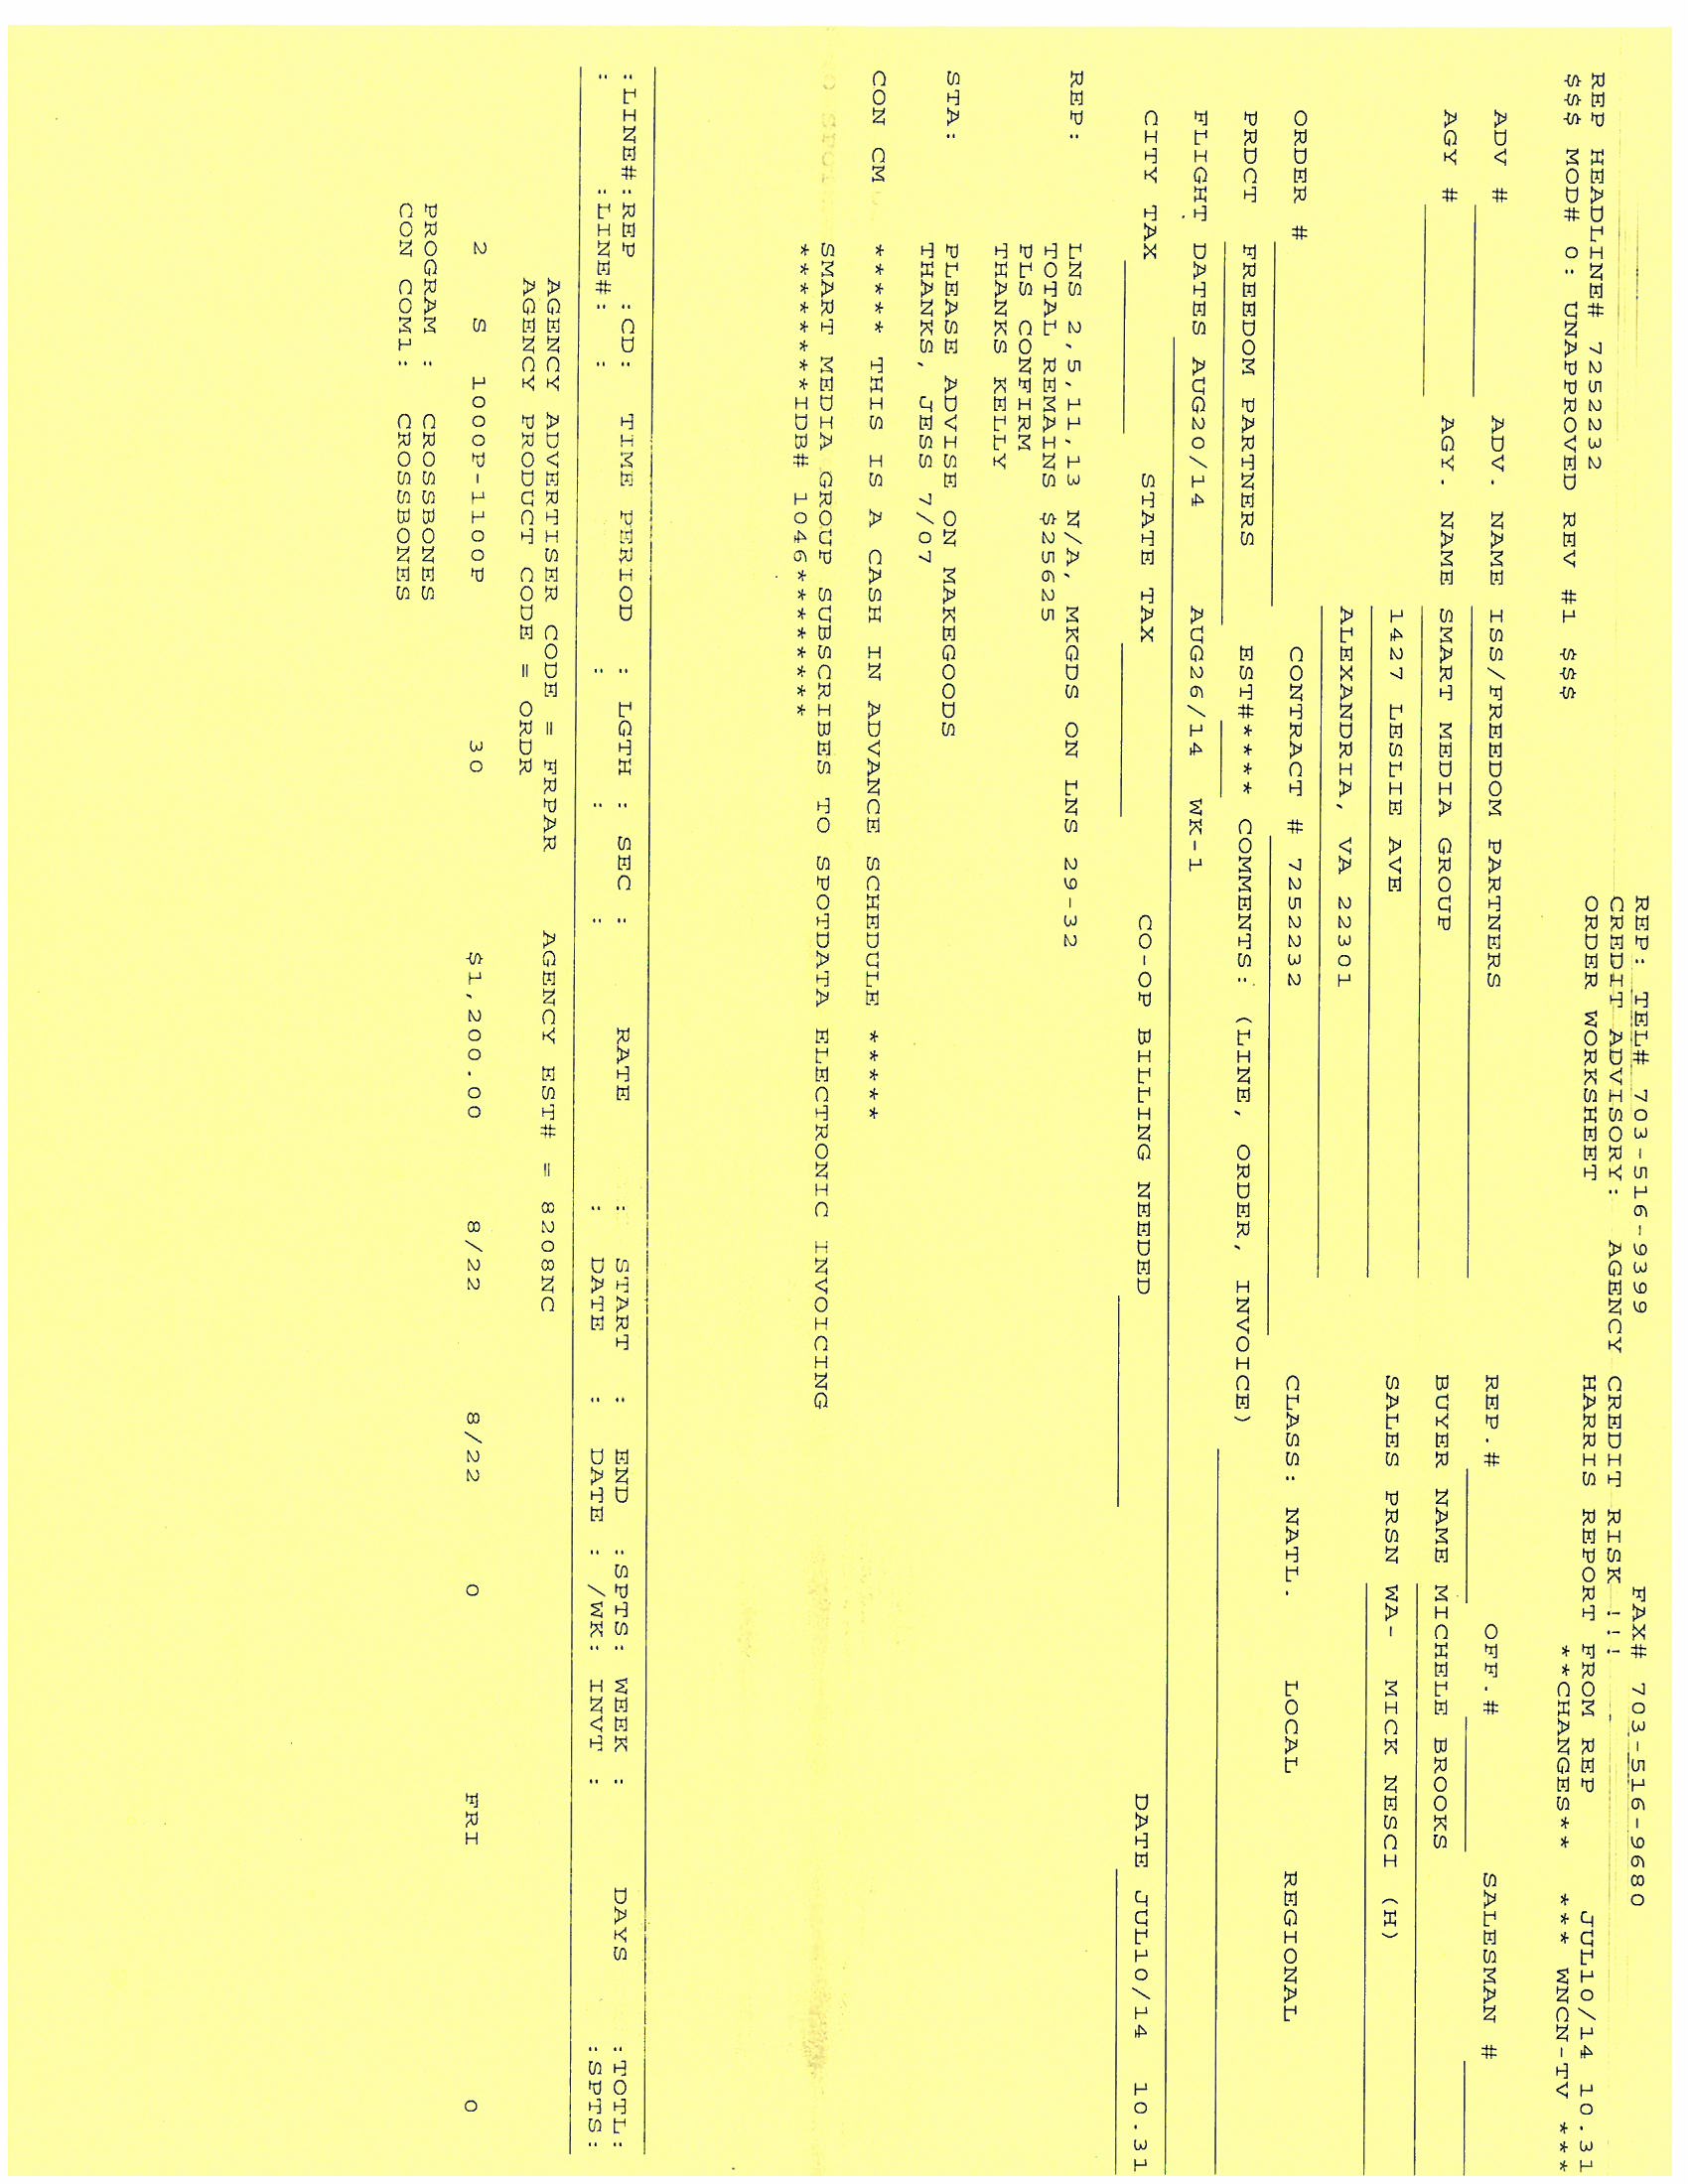 REP: TEL# 703-516-9399 FAX# 703-516-9680
CREDIT ADVISORY: AGENCY CREDIT RISK !!!
REP HEADLINE# 7252232 ORDER WORKSHEET HARRIS REPORT FROM REP JUL10/14 10.31
$$$ MOD# 0: UNAPPROVED REV #1 $$$ **CHANGES** *** WNCN-TV ***
ADV # ADV. NAME ISS/FREEDOM PARTNERS REP.# OFF.# SALESMAN #
AGY # AGY. NAME SMART MEDIA GROUP BUYER NAME MICHELE BROOKS
1427 LESLIE AVE SALES PRSN WA- MICK NESCI (H)
ALEXANDRIA, VA 22301
ORDER # CONTRACT # 7252232 CLASS: NATL. LOCAL REGIONAL
PRDCT FREEDOM PARTNERS EST#**** COMMENTS: (LINE, ORDER, INVOICE)
FLIGHT DATES AUG20/14 AUG26/14 WK-1
CITY TAX STATE TAX CO-OP BILLING NEEDED DATE JUL10/14 10.31
REP: LNS 2,5,11,13 N/A, MKGDS ON LNS 29-32
TOTAL REMAINS $25625
PLS CONFIRM
THANKS KELLY
STA: PLEASE ADVISE ON MAKEGOODS
THANKS, JESS 7/07
CON CM ***** THIS IS A CASH IN ADVANCE SCHEDULE *****
SMART MEDIA GROUP SUBSCRIBES TO SPOTDATA ELECTRONIC INVOICING
*********IDB# 1046*********
:LINE#:REP :CD: TIME PERIOD : LGTH : SEC : RATE : START : END :SPTS: WEEK : DAYS :TOTL:
: :LINE#: : : : : : DATE : DATE : /WK: INVT : :SPTS:
AGENCY ADVERTISER CODE = FRPAR AGENCY EST# = 8208NC
AGENCY PRODUCT CODE = ORDR
2 S 1000P-1100P 30 $1,200.00 8/22 8/22 0 FRI 0
PROGRAM : CROSSBONES
CON COM1: CROSSBONES